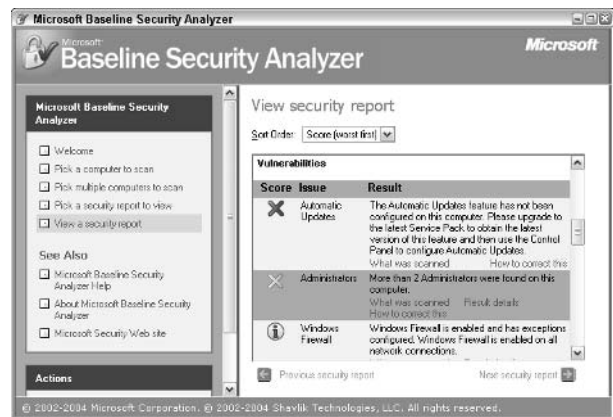 Microsoft Baseline Security Analyzer
Microsoft
Baseline Security Analyzer
Microsoft
Microsoft Baseline Security
Analyzer
Welcome
Pick a computer to scan
Pick multiple computers to scan
Pick a security report to view
View a security report
See Also
Microsoft Baseline Security
Analyzer Help
About Microsoft Baseline Security
Analyzer
Microsoft Security Web site
Actions
View security report
Sort Order: Score (worst first)
Vulnerabilities
Score Issue Result
Automatic
Updates
The Automatic Updates feature has not been
configured on this computer. Please upgrade to
the latest Service Pack to obtain the latest
version of this feature and then use the Control
Panel to configure Automatic Updates.
What was scanned How to correct this
Administrators
More than 2 Administrators were found on this
computer.
What was scanned Result details
How to correct this
Windows
Firewall
Windows Firewall is enabled and has exceptions
configured. Windows Firewall is enabled on all
network connections.
Previous security report Next security report
© 2002-2004 Microsoft Corporation. © 2002-2004 Shavlik Technologies, LLC. All rights reserved.